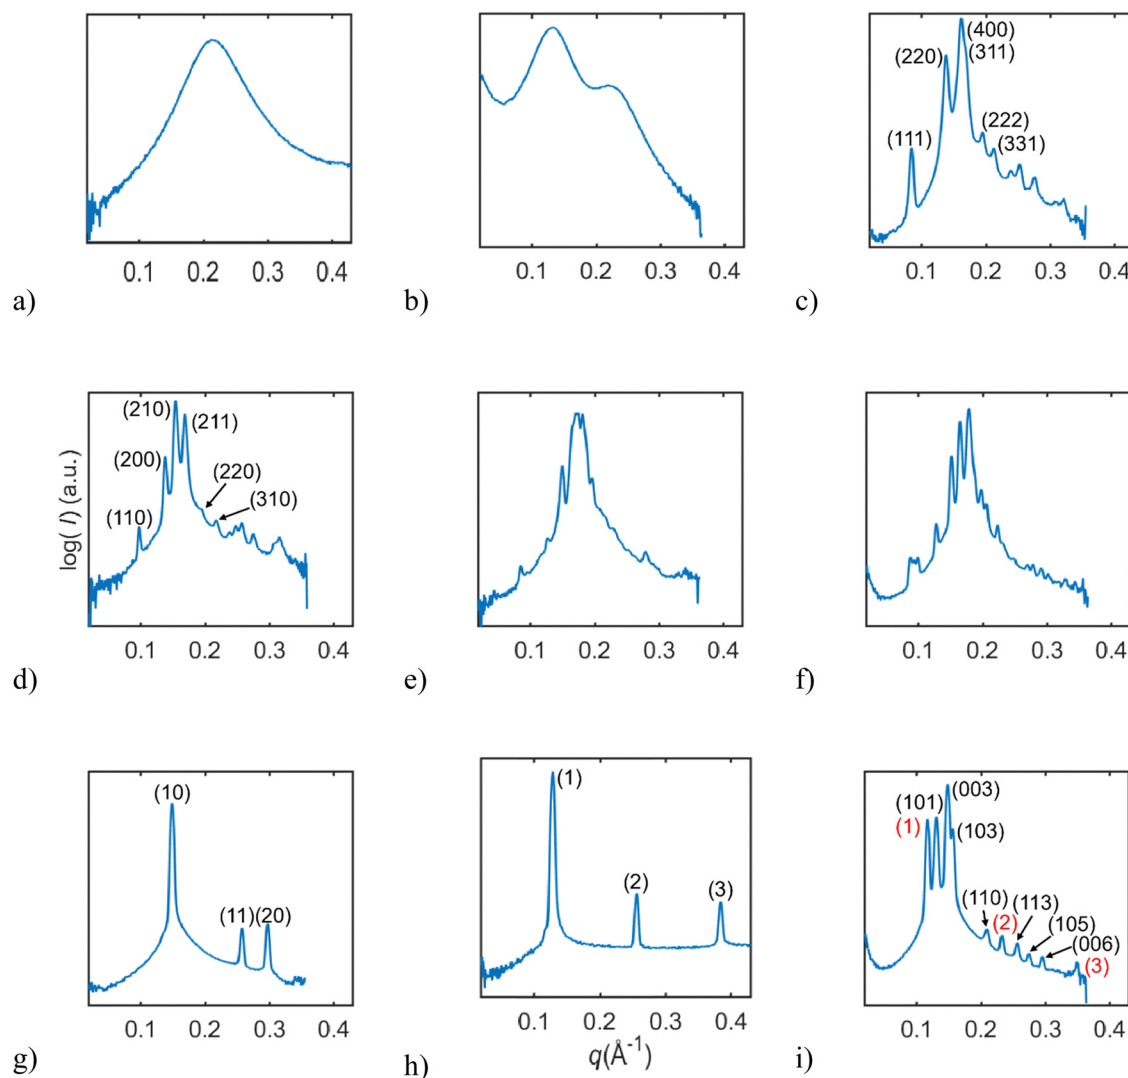 0.1 0.2 0.3 0.4
a)
0.1 0.2 0.3 0.4
b)
(400)
(220) (311)
(111) (222)
(331)
0.1 0.2 0.3 0.4
c)
log( I) (a.u.)
(210)
(211)
(200) (220)
(110) (310)
0.1 0.2 0.3 0.4
d)
0.1 0.2 0.3 0.4
e)
0.1 0.2 0.3 0.4
f)
(10)
(11) (20)
0.1 0.2 0.3 0.4
g)
(1)
(2) (3)
0.1 0.2 0.3 0.4
q(Å⁻¹)
h)
(003)
(101)
(1) (103)
(110) (113)
(2) (105)
(006)
(3)
0.1 0.2 0.3 0.4
i)